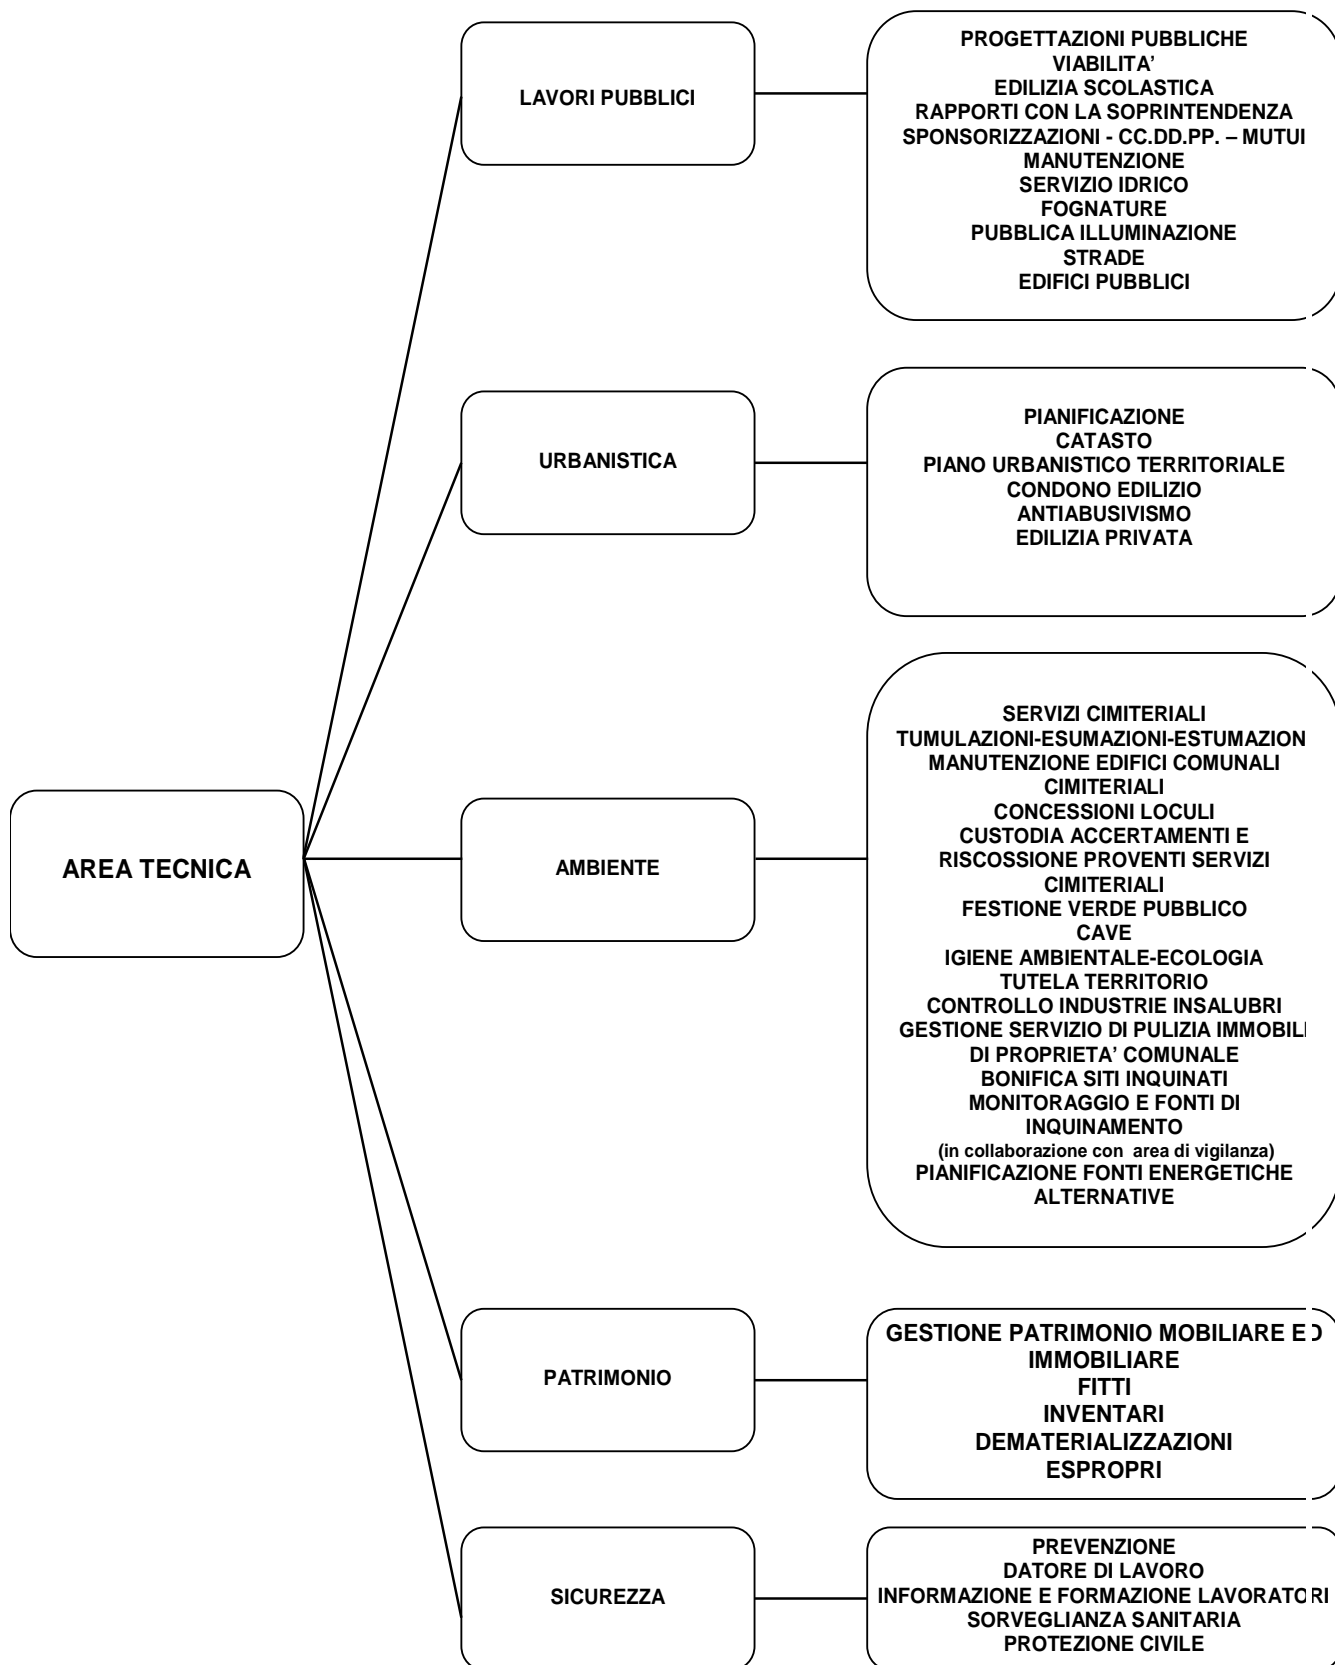 AREA TECNICA
LAVORI PUBBLICI
PROGETTAZIONI PUBBLICHE
VIABILITA’
EDILIZIA SCOLASTICA
RAPPORTI CON LA SOPRINTENDENZA
SPONSORIZZAZIONI - CC.DD.PP. – MUTUI
MANUTENZIONE
SERVIZIO IDRICO
FOGNATURE
PUBBLICA ILLUMINAZIONE
STRADE
EDIFICI PUBBLICI
URBANISTICA
PIANIFICAZIONE
CATASTO
PIANO URBANISTICO TERRITORIALE
CONDONO EDILIZIO
ANTIABUSIVISMO
EDILIZIA PRIVATA
AMBIENTE
SERVIZI CIMITERIALI
TUMULAZIONI-ESUMAZIONI-ESTUMAZION
MANUTENZIONE EDIFICI COMUNALI
CIMITERIALI
CONCESSIONI LOCULI
CUSTODIA ACCERTAMENTI E
RISCOSSIONE PROVENTI SERVIZI
CIMITERIALI
FESTIONE VERDE PUBBLICO
CAVE
IGIENE AMBIENTALE-ECOLOGIA
TUTELA TERRITORIO
CONTROLLO INDUSTRIE INSALUBRI
GESTIONE SERVIZIO DI PULIZIA IMMOBILI
DI PROPRIETA’ COMUNALE
BONIFICA SITI INQUINATI
MONITORAGGIO E FONTI DI
INQUINAMENTO
(in collaborazione con area di vigilanza)
PIANIFICAZIONE FONTI ENERGETICHE
ALTERNATIVE
PATRIMONIO
GESTIONE PATRIMONIO MOBILIARE ED
IMMOBILIARE
FITTI
INVENTARI
DEMATERIALIZZAZIONI
ESPROPRI
SICUREZZA
PREVENZIONE
DATORE DI LAVORO
INFORMAZIONE E FORMAZIONE LAVORATORI
SORVEGLIANZA SANITARIA
PROTEZIONE CIVILE